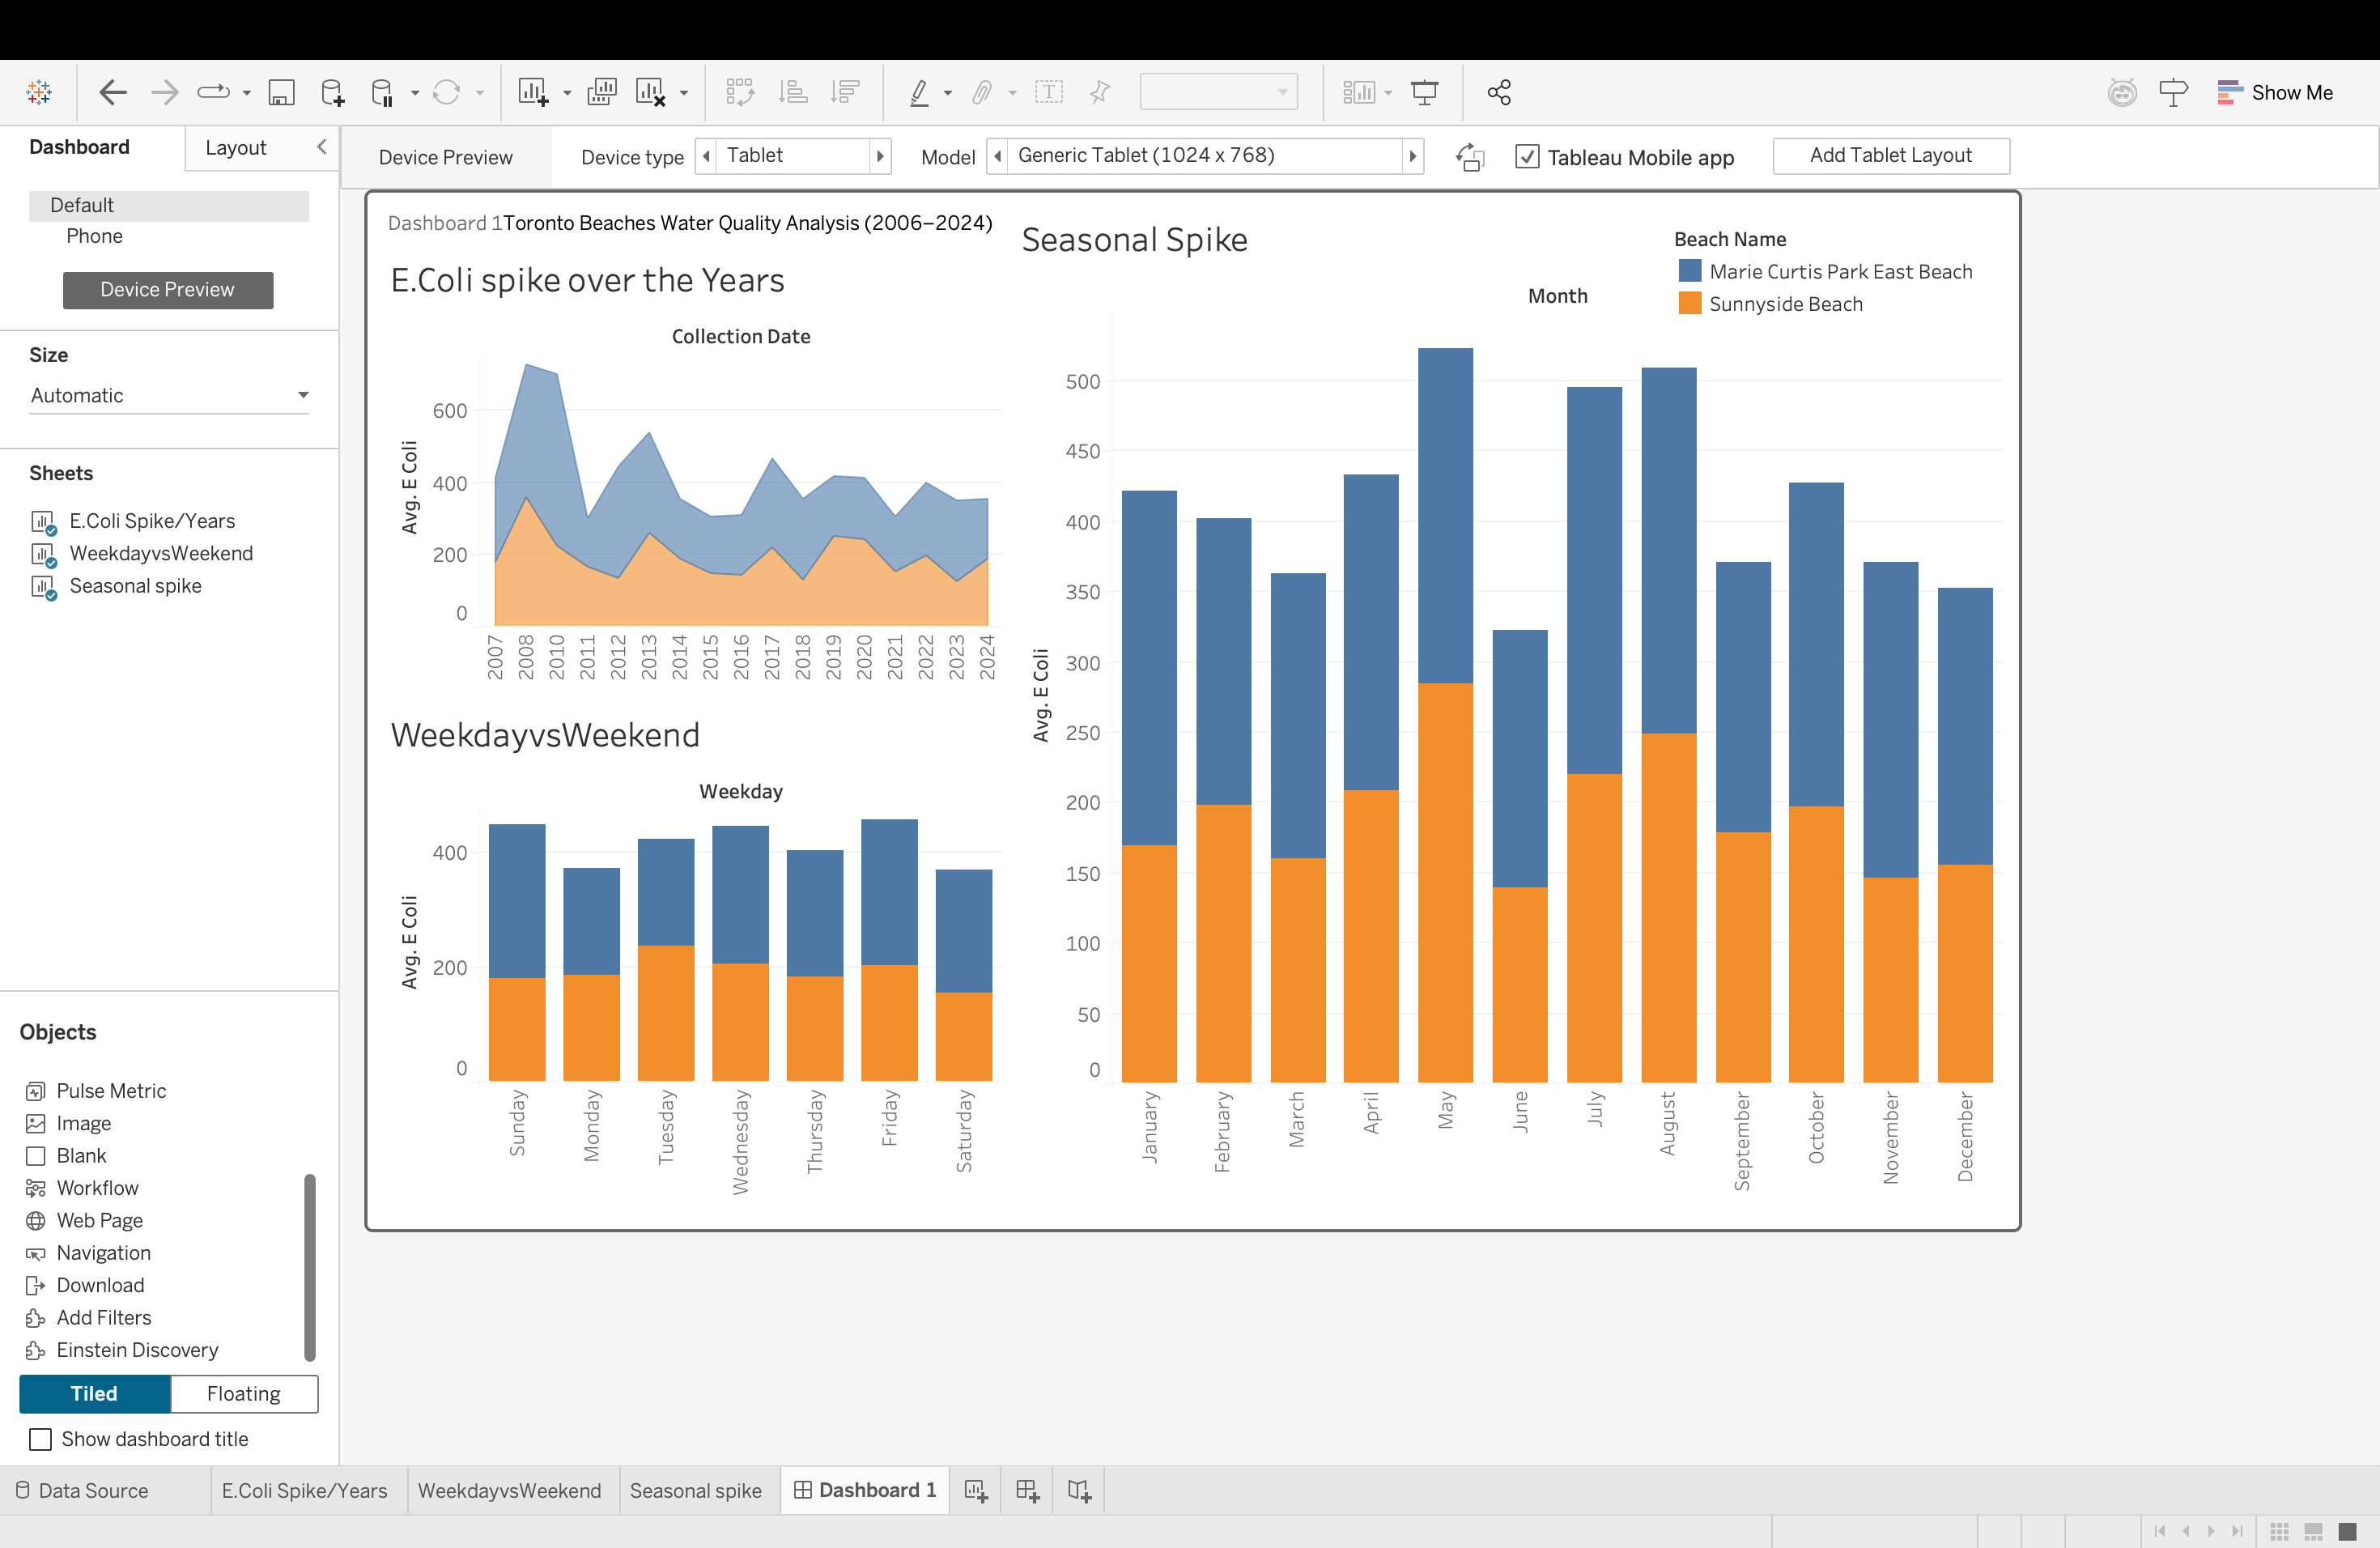 Show Me
Dashboard
Layout
Device Preview
Device type
Tablet
Model
Generic Tablet (1024 x 768)
Tableau Mobile app
Add Tablet Layout
Default
Phone
Device Preview
Size
Automatic
Sheets
E.Coli Spike/Years
WeekdayvsWeekend
Seasonal spike
Objects
Pulse Metric
Image
Blank
Workflow
Web Page
Navigation
Download
Add Filters
Einstein Discovery
Tiled
Floating
Show dashboard title
Dashboard 1Toronto Beaches Water Quality Analysis (2006–2024)
E.Coli spike over the Years
Collection Date
Avg. E Coli
600
400
200
0
2007
2008
2010
2011
2012
2013
2014
2015
2016
2017
2018
2019
2020
2021
2022
2023
2024
WeekdayvsWeekend
Weekday
Avg. E Coli
400
200
0
Sunday
Monday
Tuesday
Wednesday
Thursday
Friday
Saturday
Seasonal Spike
Beach Name
Marie Curtis Park East Beach
Sunnyside Beach
Month
Avg. E Coli
500
450
400
350
300
250
200
150
100
50
0
January
February
March
April
May
June
July
August
September
October
November
December
Data Source
E.Coli Spike/Years
WeekdayvsWeekend
Seasonal spike
Dashboard 1